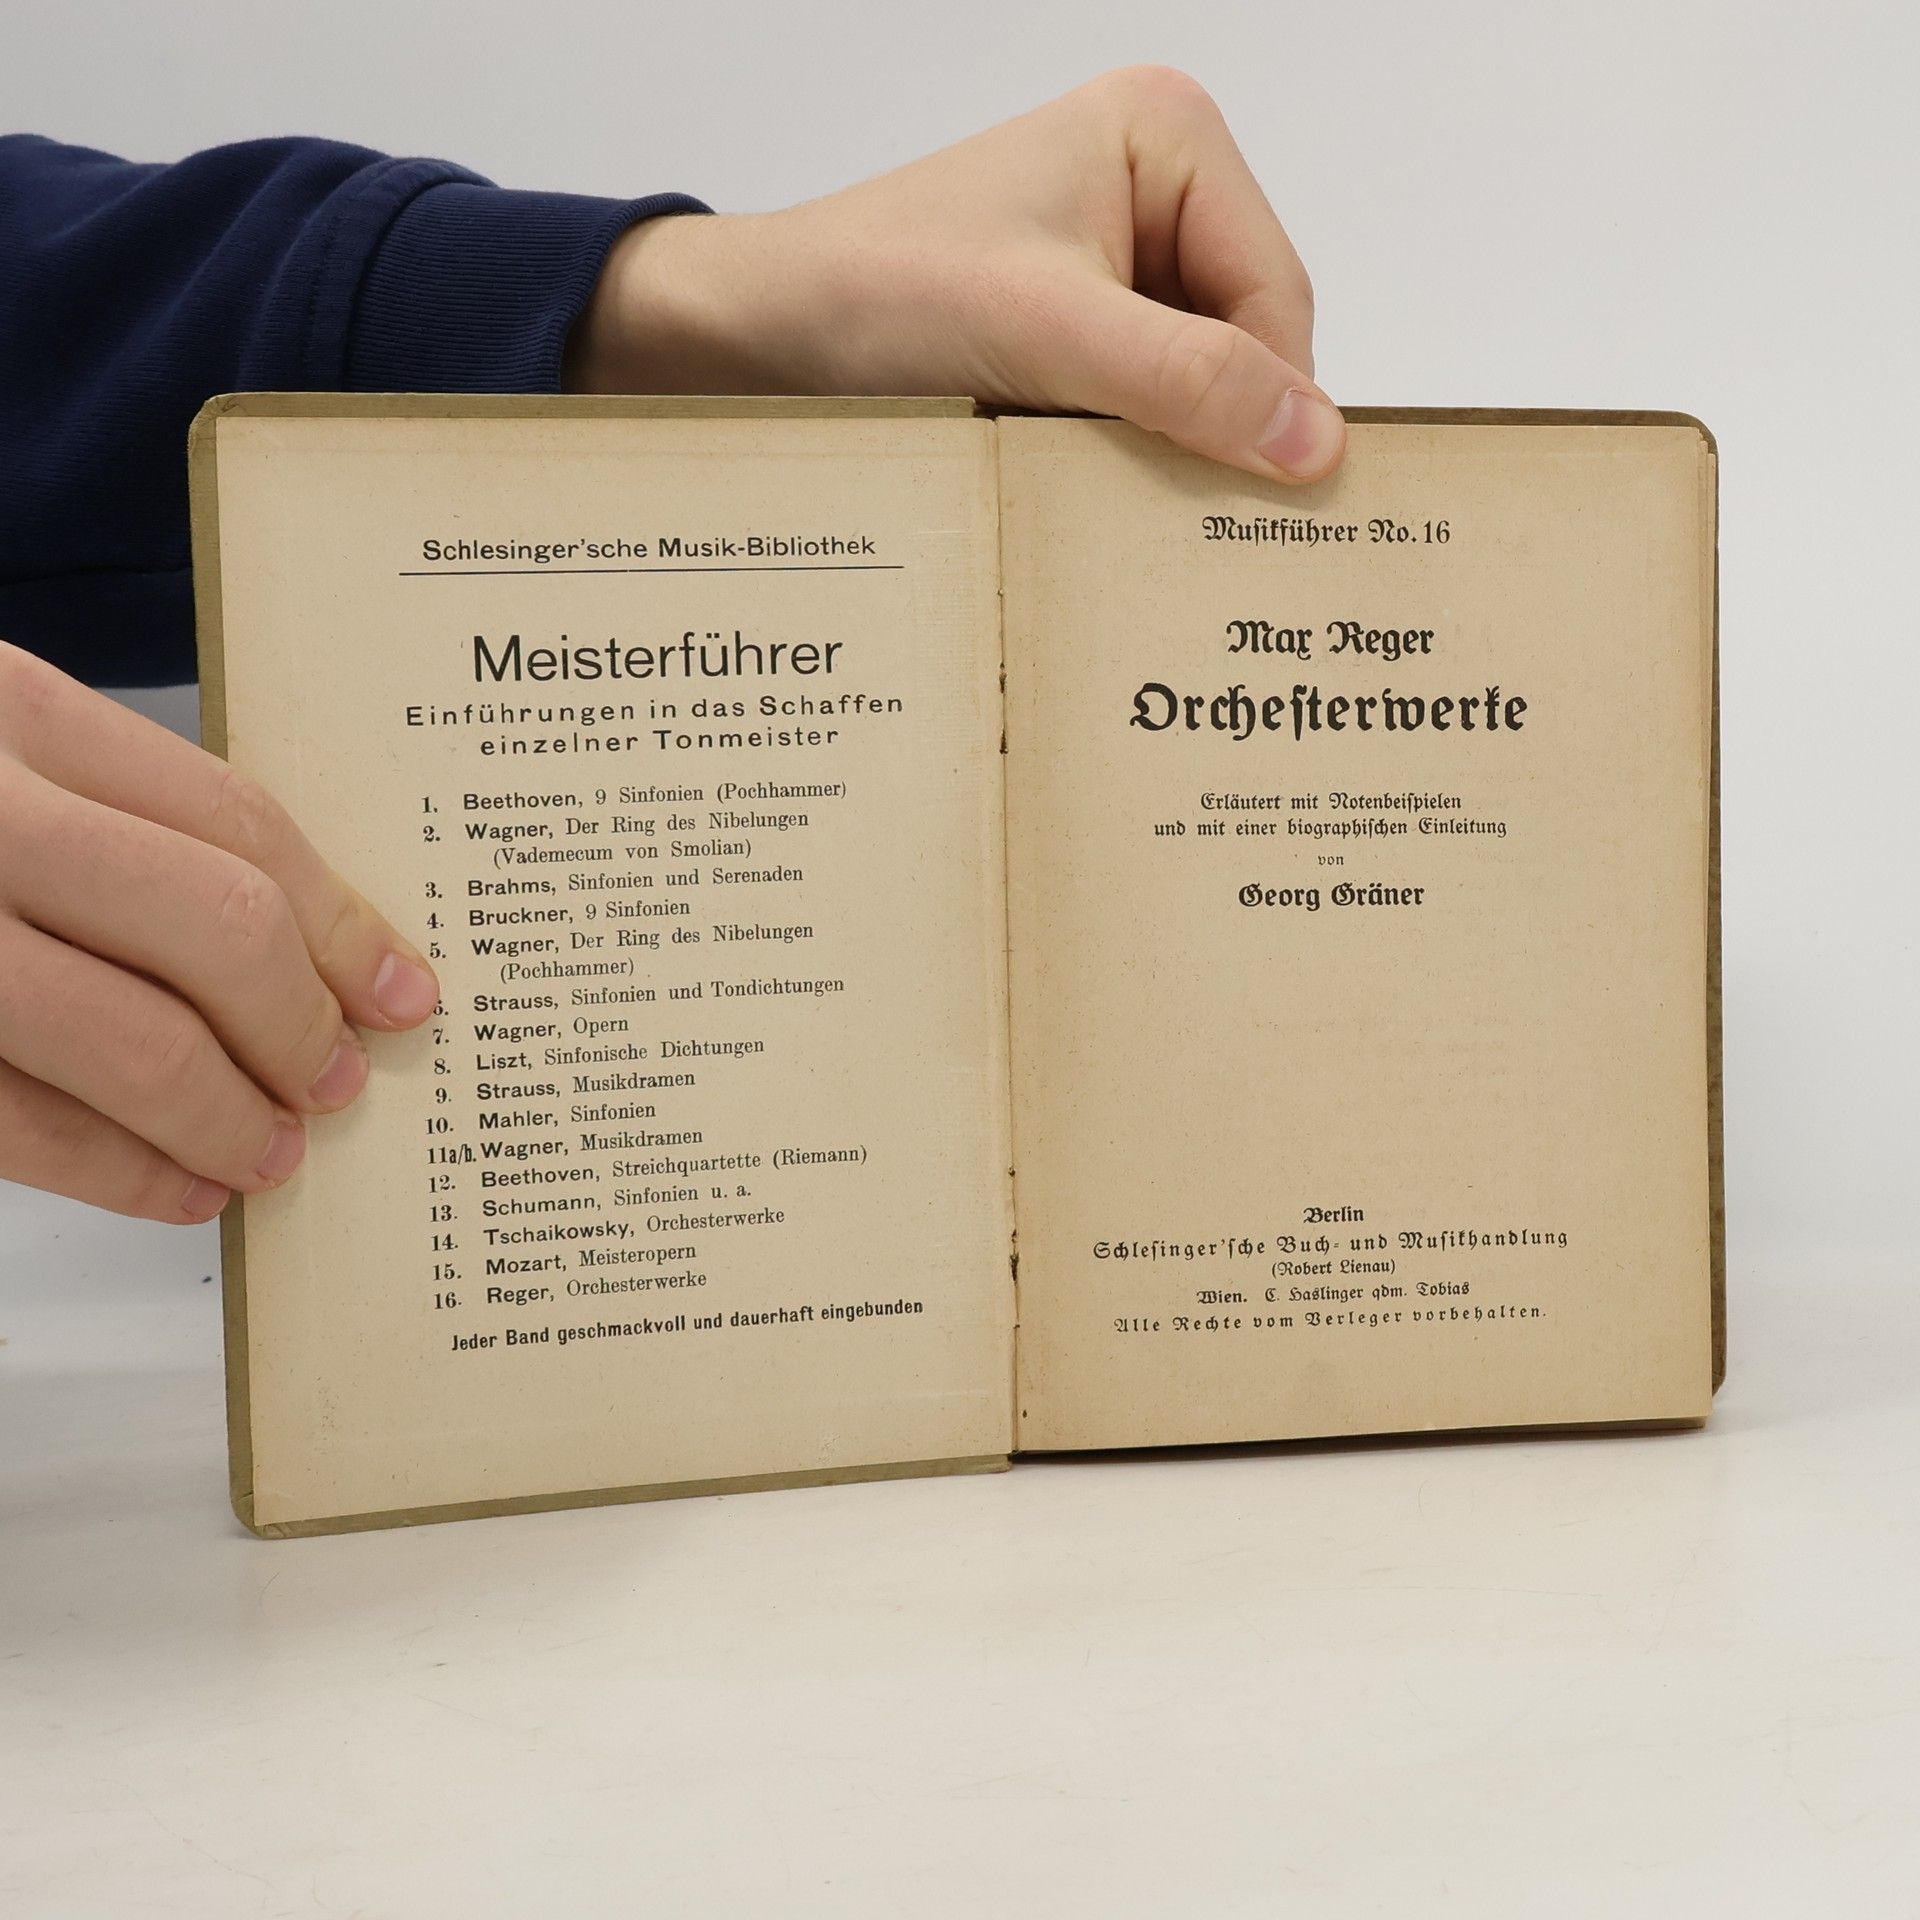 Schlesinger'sche Musik-Bibliothek
Meisterführer
Einführungen in das Schaffen
einzelner Tonmeister
1. Beethoven, 9 Sinfonien (Pochhammer)
2. Wagner, Der Ring des Nibelungen
(Vademecum von Smolian)
3. Brahms, Sinfonien und Serenaden
4. Bruckner, 9 Sinfonien
5. Wagner, Der Ring des Nibelungen
(Pochhammer)
6. Strauss, Sinfonien und Tondichtungen
7. Wagner, Opern
8. Liszt, Sinfonische Dichtungen
9. Strauss, Musikdramen
10. Mahler, Sinfonien
11a/b. Wagner, Musikdramen
12. Beethoven, Streichquartette (Riemann)
13. Schumann, Sinfonien u. a.
14. Tschaikowsky, Orchesterwerke
15. Mozart, Meisteropern
16. Reger, Orchesterwerke
Jeder Band geschmackvoll und dauerhaft eingebunden
Musikführer No. 16
Max Reger
Orchesterwerke
Erläutert mit Notenbeispielen
und mit einer biographischen Einleitung
von
Georg Gräner
Berlin
Schlesinger'sche Buch- und Musikhandlung
(Robert Lienau)
Wien. C. Haslinger qdm. Tobias
Alle Rechte vom Verleger vorbehalten.